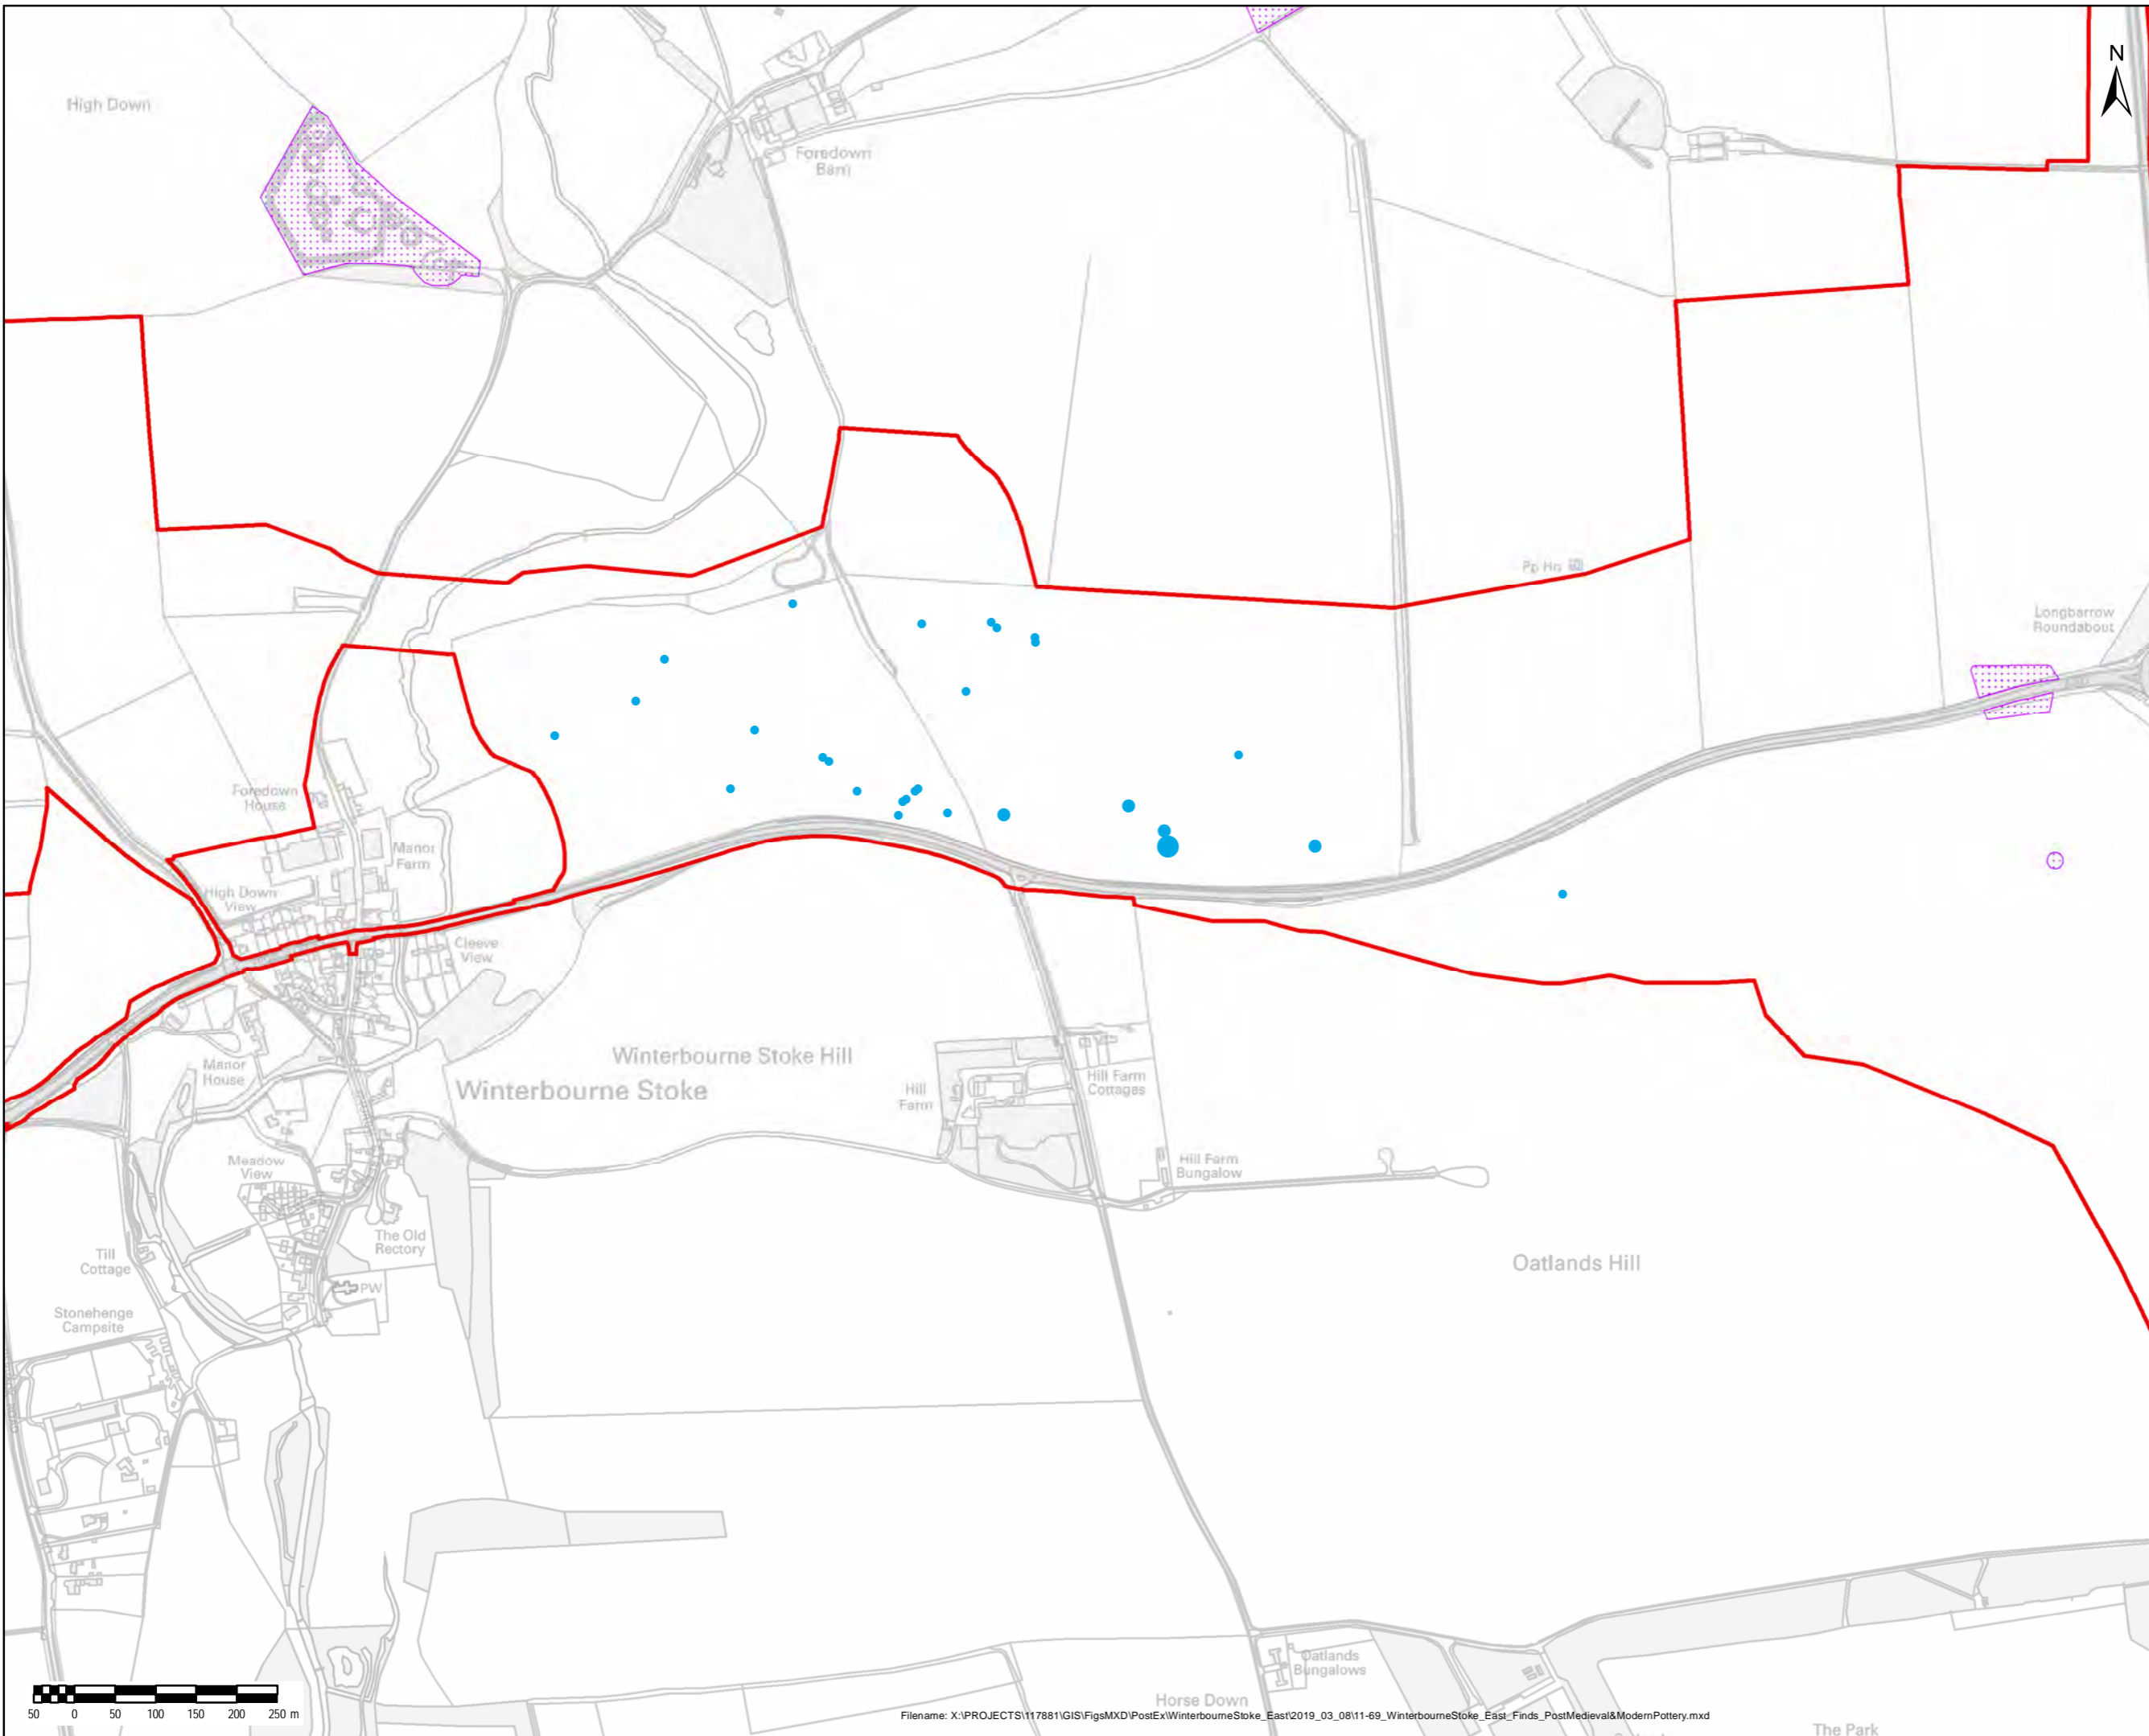 N
High Down
Foredown
Barn
Pp Ho
Longbarrow
Roundabout
Foredown
House
Manor
Farm
High Down
View
Cleeve
View
Manor
House
Winterbourne Stoke Hill
Winterbourne Stoke
Hill
Farm
Hill Farm
Cottages
Meadow
View
Hill Farm
Bungalow
The Old
Rectory
Till
Cottage
PW
Oatlands Hill
Stonehenge
Campsite
Oatlands
Bungalows
Horse Down
50 0 50 100 150 200 250 m
Filename: X:\PROJECTS\117881\GIS\FigsMXD\PostEx\WinterbourneStoke_East\2019_03_08\11-69_WinterbourneStoke_East_Finds_PostMedieval&ModernPottery.mxd
The Park